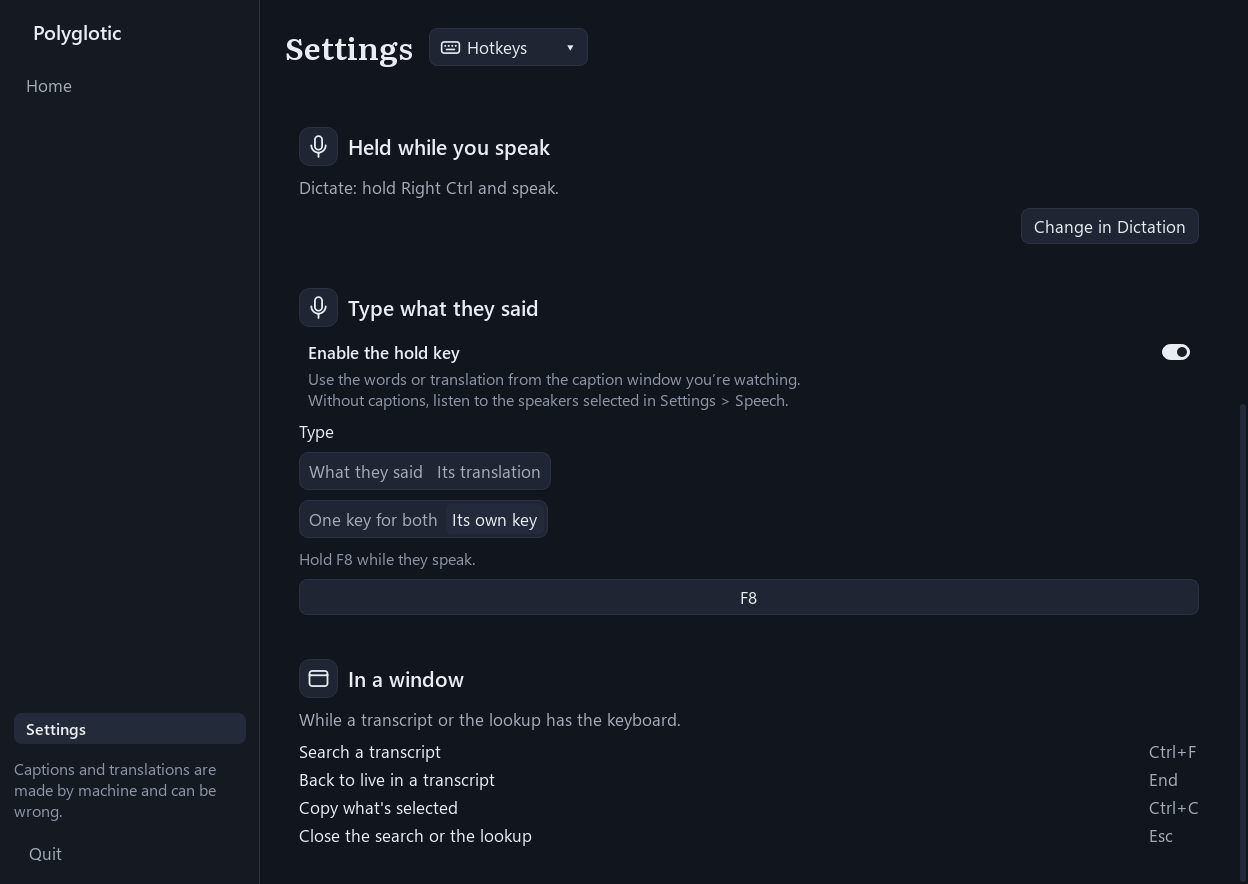 Polyglotic
Home
Settings
Captions and translations are
made by machine and can be
wrong.
Quit
Settings
Hotkeys
Held while you speak
Dictate: hold Right Ctrl and speak.
Change in Dictation
Type what they said
Enable the hold key
Use the words or translation from the caption window you're watching.
Without captions, listen to the speakers selected in Settings > Speech.
Type
What they said Its translation
One key for both Its own key
Hold F8 while they speak.
F8
In a window
While a transcript or the lookup has the keyboard.
Search a transcript Ctrl+F
Back to live in a transcript End
Copy what's selected Ctrl+C
Close the search or the lookup Esc